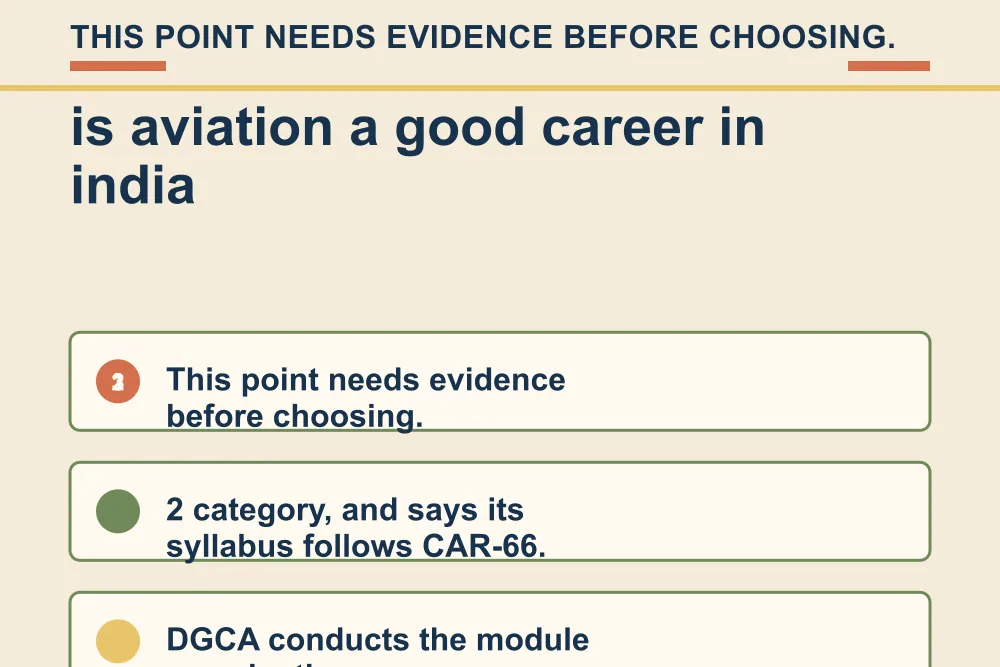 THIS POINT NEEDS EVIDENCE BEFORE CHOOSING.
is aviation a good career in
india
This point needs evidence
before choosing.
2 category, and says its
syllabus follows CAR-66.
DGCA conducts the module